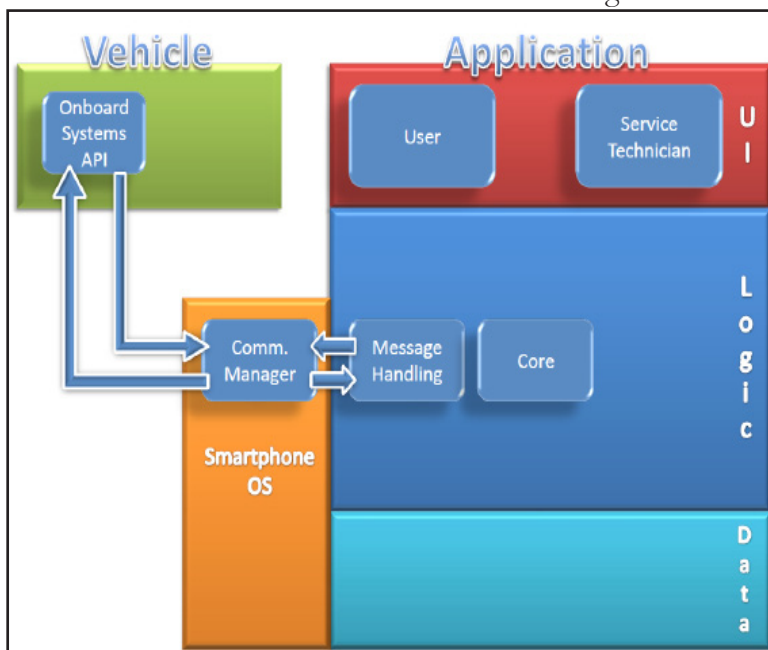 Vehicle
Application
Onboard
Systems
API
User
Service
Technician
U
I
L
o
g
i
c
Comm.
Manager
Message
Handling
Core
Smartphone
OS
D
a
t
a